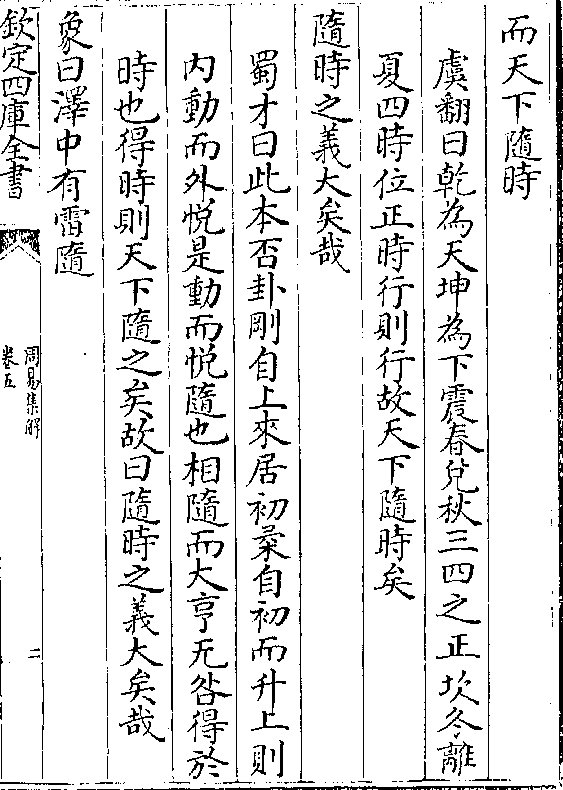 而天下隨時
虞翻曰乾為天坤為下震春兌秋三四之正坎冬離
夏四時位正時行則行故天下隨時矣
隨時之義大矣哉
蜀才曰此本否卦剛自上來居初柔自初而升上則
内動而外悦是動而悦隨也相隨而大亨无咎得於
時也得時則天下隨之矣故曰隨時之義大矣哉
象曰澤中有雷隨
欽定四庫全書
周易集解
卷五
二